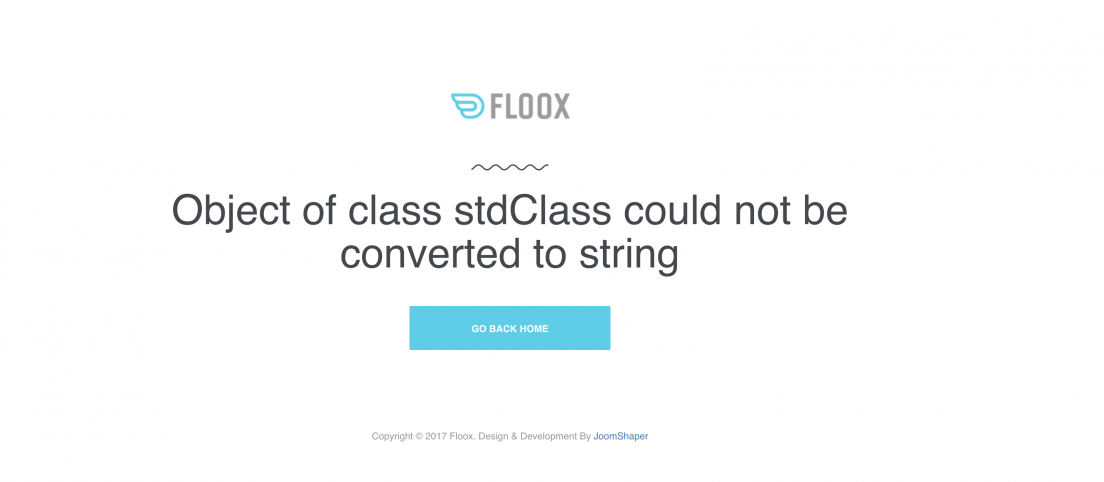 FLOOX
Object of class stdClass could not be
converted to string
GO BACK HOME
Copyright © 2017 Floox. Design & Development By JoomShaper